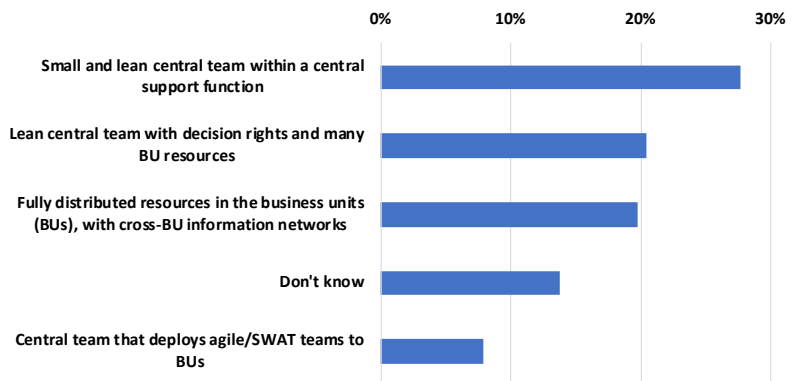 0% 10% 20% 30%
Small and lean central team within a central
support function
Lean central team with decision rights and many
BU resources
Fully distributed resources in the business units
(BUs), with cross-BU information networks
Don't know
Central team that deploys agile/SWAT teams to
BUs